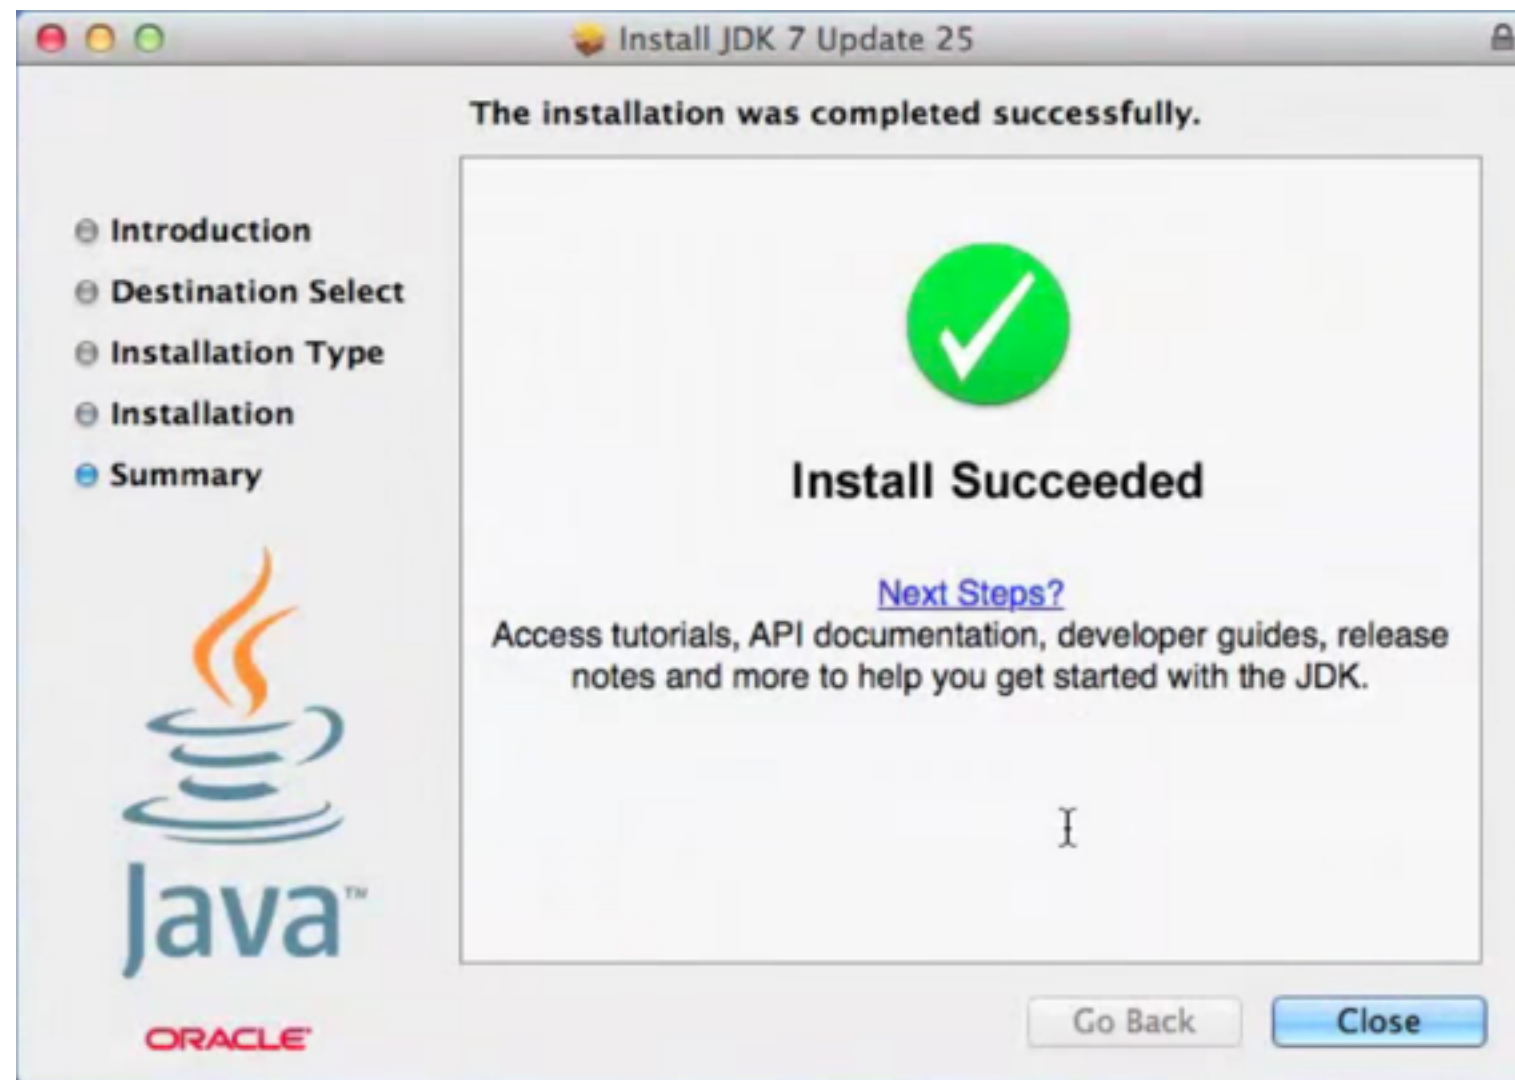 Install JDK 7 Update 25
The installation was completed successfully.
Introduction
Destination Select
Installation Type
Installation
Summary
Install Succeeded
Next Steps?
Access tutorials, API documentation, developer guides, release
notes and more to help you get started with the JDK.
Java™
ORACLE®
Go Back
Close